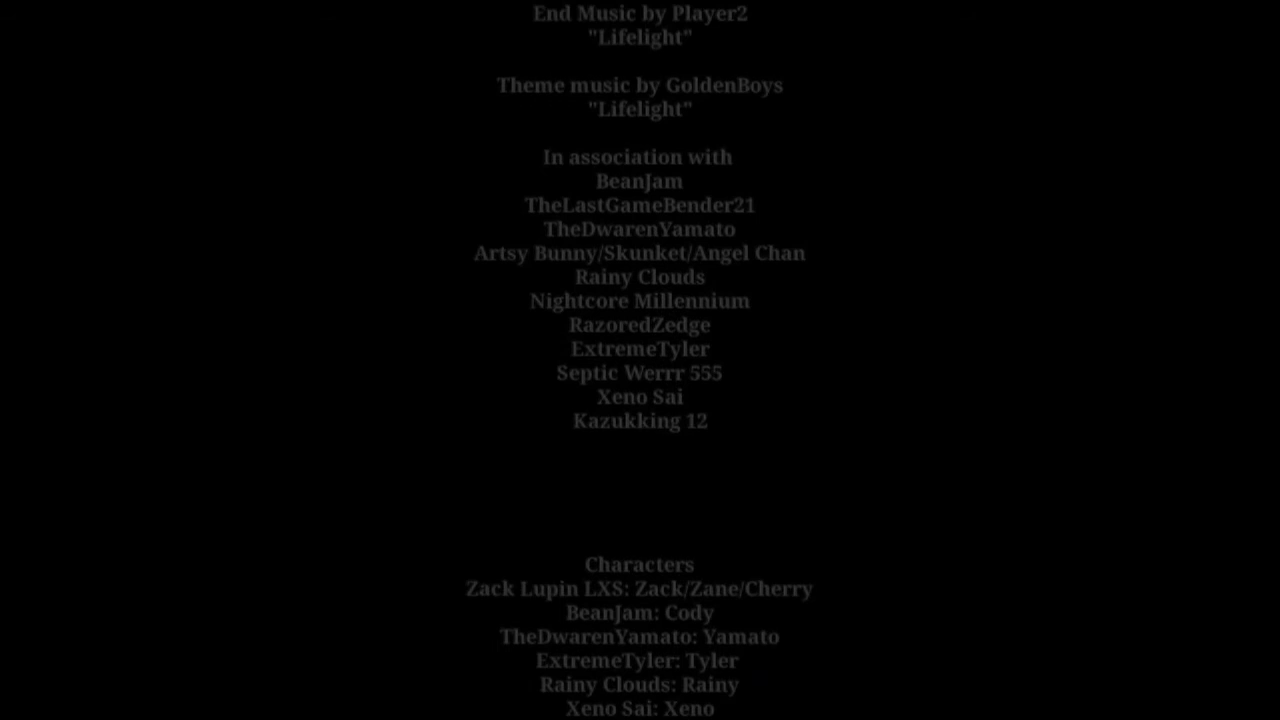 End Music by Player2
"Lifelight"
Theme music by GoldenBoys
"Lifelight"
In association with
BeanJam
TheLastGameBender21
TheDwarenYamato
Artsy Bunny/Skunket/Angel Chan
Rainy Clouds
Nightcore Millennium
RazoredZedge
ExtremeTyler
Septic Werrr 555
Xeno Sai
Kazukking 12
Characters
Zack Lupin LXS: Zack/Zane/Cherry
BeanJam: Cody
TheDwarenYamato: Yamato
ExtremeTyler: Tyler
Rainy Clouds: Rainy
Xeno Sai: Xeno